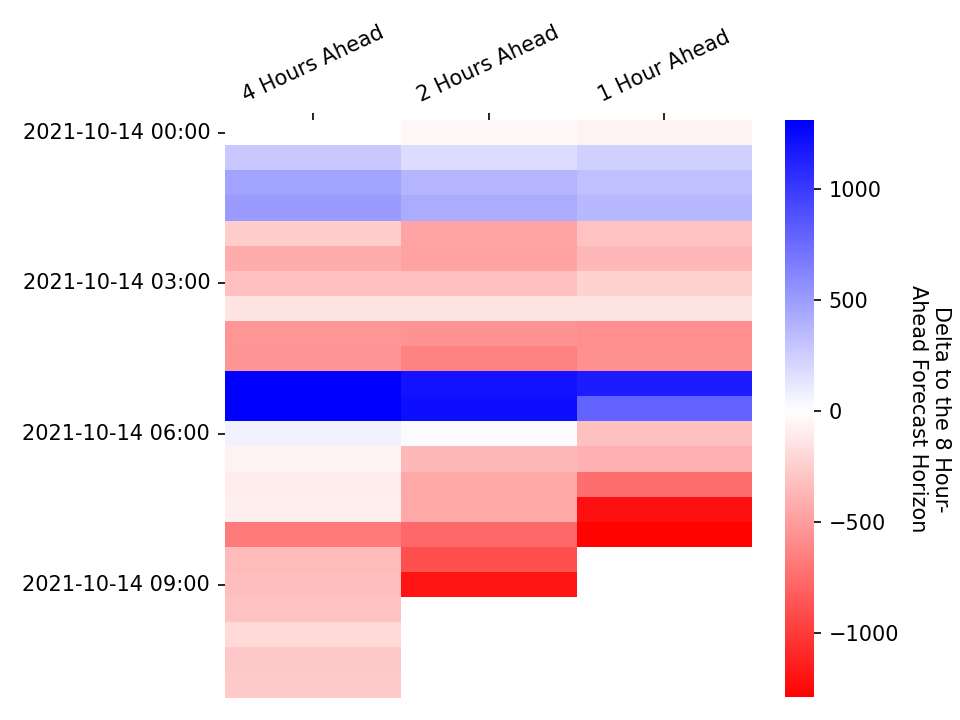 4 Hours Ahead
2 Hours Ahead
1 Hour Ahead
2021-10-14 00:00
2021-10-14 03:00
2021-10-14 06:00
2021-10-14 09:00
1000
500
0
−500
−1000
Delta to the 8 Hour-
Ahead Forecast Horizon